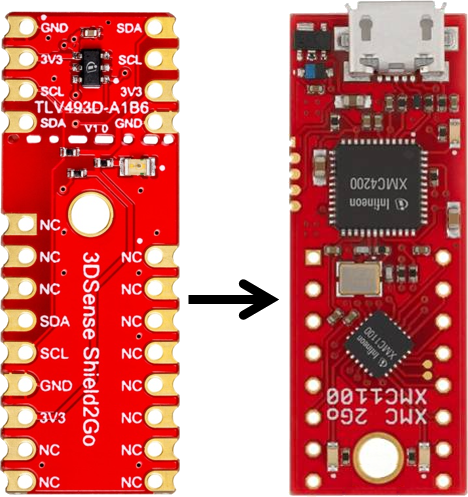 GND SDA
3V3 SCL
SCL 3V3
TLV493D-A1B6
SDA V1.0 GND
NC
NC NC
NC NC
SDA NC
SCL NC
GND NC
3V3 NC
NC NC
NC NC
3DSense Shield2Go
Infineon
XMC4200
Infineon
XMC1100
XMC 2Go
XMC1100